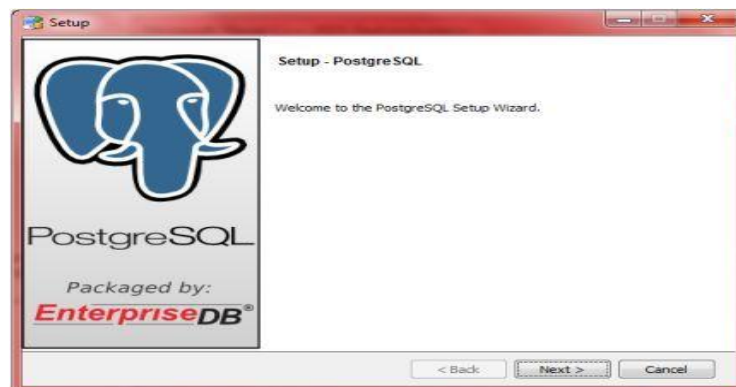 Setup
Setup - PostgreSQL
Welcome to the PostgreSQL Setup Wizard.
PostgreSQL
Packaged by:
EnterpriseDB®
< Back
Next >
Cancel